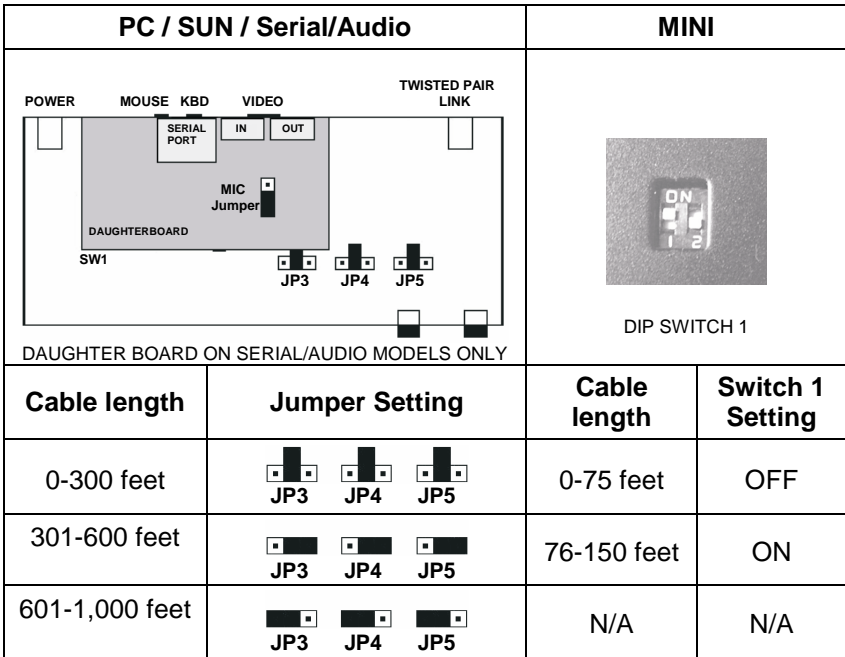 PC / SUN / Serial/Audio
MINI
POWER
MOUSE KBD
VIDEO
TWISTED PAIR
LINK
SERIAL
PORT
IN
OUT
MIC
Jumper
DAUGHTERBOARD
SW1
JP3
JP4
JP5
DAUGHTER BOARD ON SERIAL/AUDIO MODELS ONLY
ON
1 2
DIP SWITCH 1
Cable length
Jumper Setting
Cable
length
Switch 1
Setting
0-300 feet
JP3 JP4 JP5
0-75 feet
OFF
301-600 feet
JP3 JP4 JP5
76-150 feet
ON
601-1,000 feet
JP3 JP4 JP5
N/A
N/A